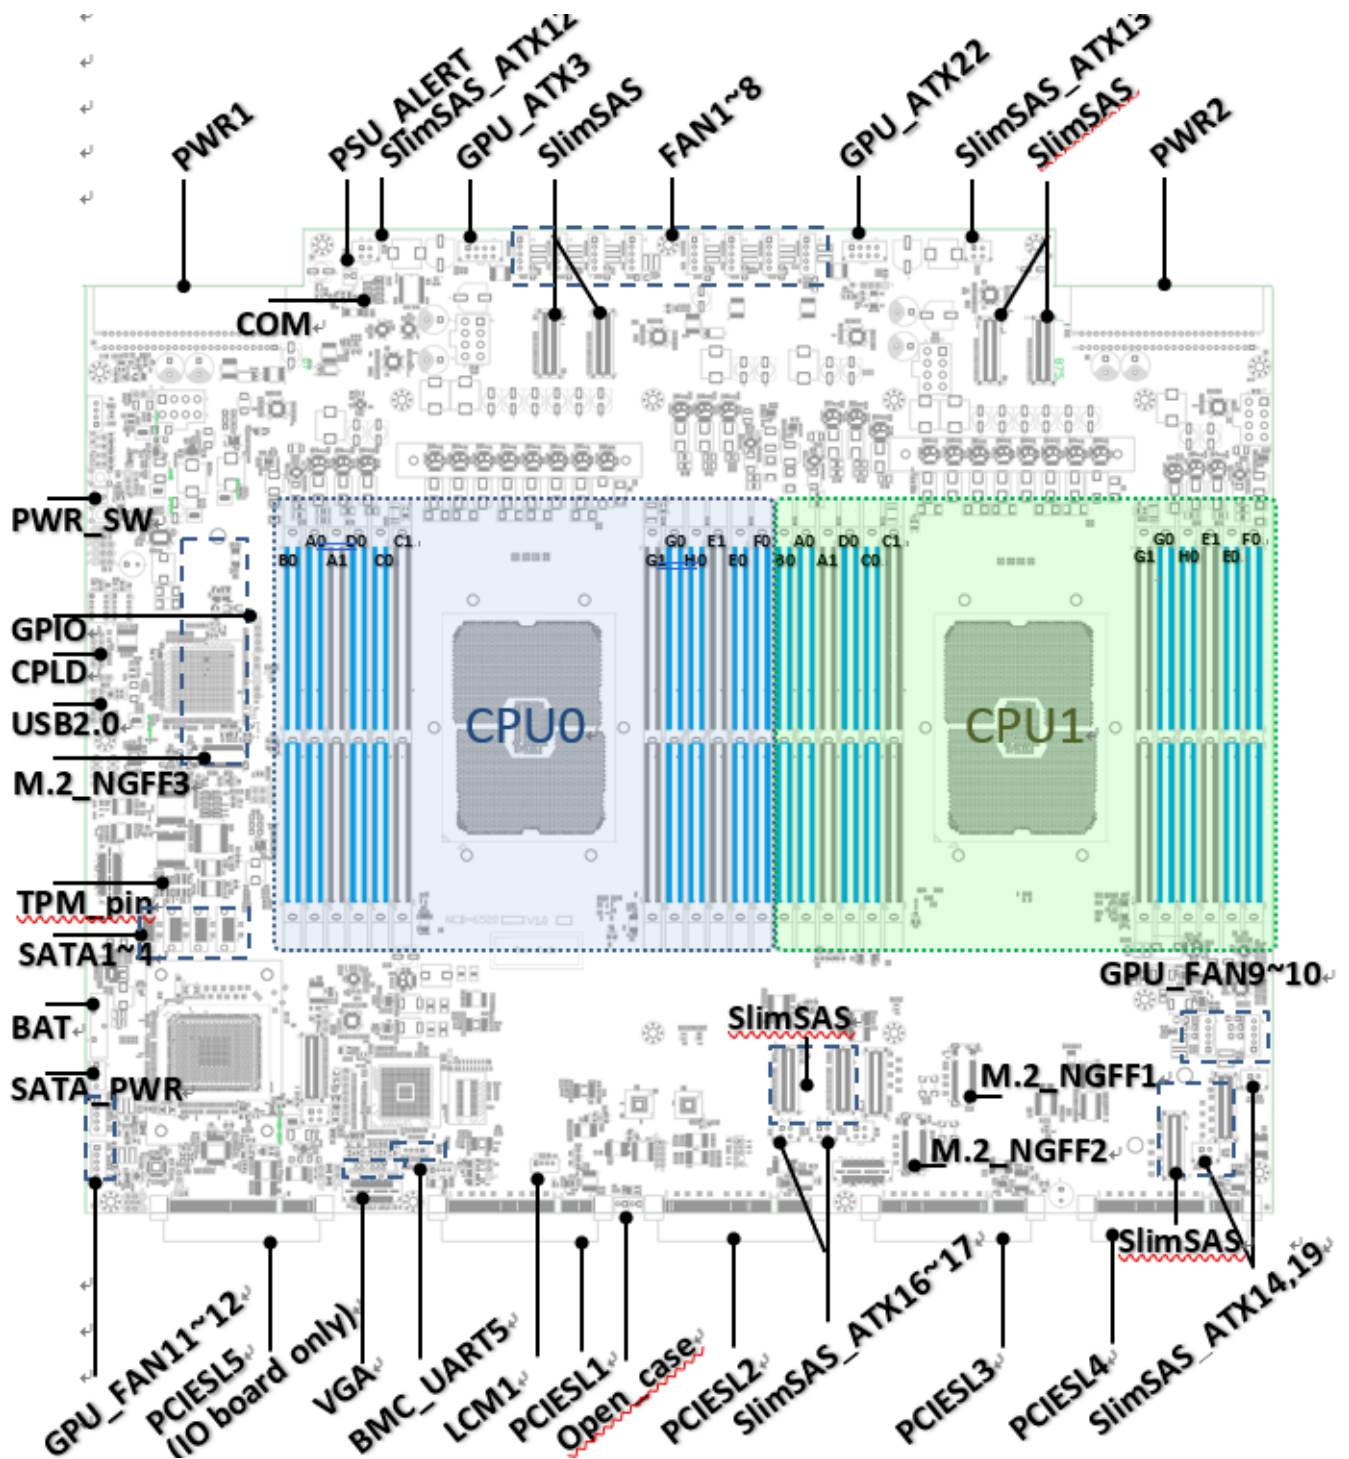 PWR1
PSU_ALERT
SlimSAS_ATX12
GPU_ATX3
SlimSAS
FAN1~8
GPU_ATX22
SlimSAS_ATX13
SlimSAS
PWR2
COM
PWR_SW
GPIO
CPLD
USB2.0
M.2_NGFF3
TPM_pin
SATA1~4
BAT
SATA_PWR
A0 D0 C1
B0 A1 C0
G0 E1 F0
G1 H0 E0
D0 C1
B0 A1 C0
G0 E1 F0
G1 H0 E0
CPU0
CPU1
GPU_FAN9~10
SlimSAS
M.2_NGFF1
M.2_NGFF2
SlimSAS
GPU_FAN11~12
PCIESL5
(IO board only)
VGA
BMC_UART5
LCM1
PCIESL1
Open_case
PCIESL2
SlimSAS_ATX16~17
PCIESL3
PCIESL4
SlimSAS_ATX14,19